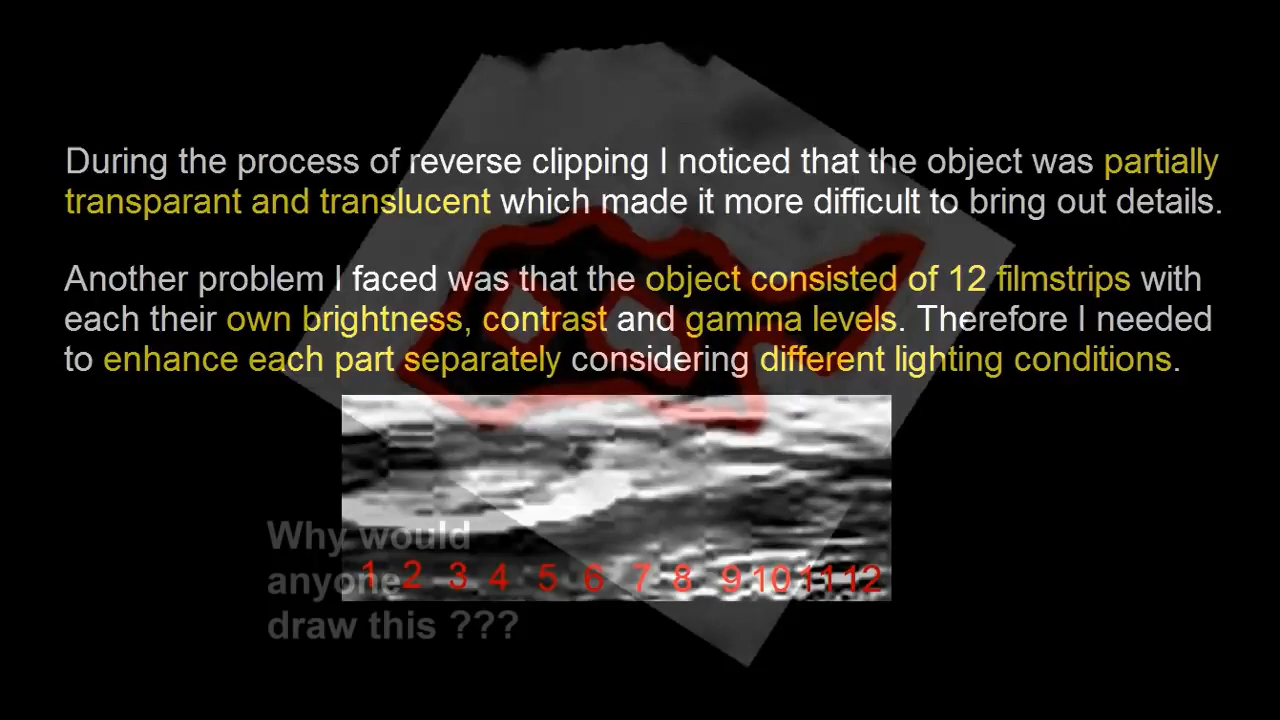 During the process of reverse clipping I noticed that the object was partially
transparant and translucent which made it more difficult to bring out details.
Another problem I faced was that the object consisted of 12 filmstrips with
each their own brightness, contrast and gamma levels. Therefore I needed
to enhance each part separately considering different lighting conditions.
Why would
anyone
draw this ???
1 2 3 4 5 6 7 8 9 10 11 12